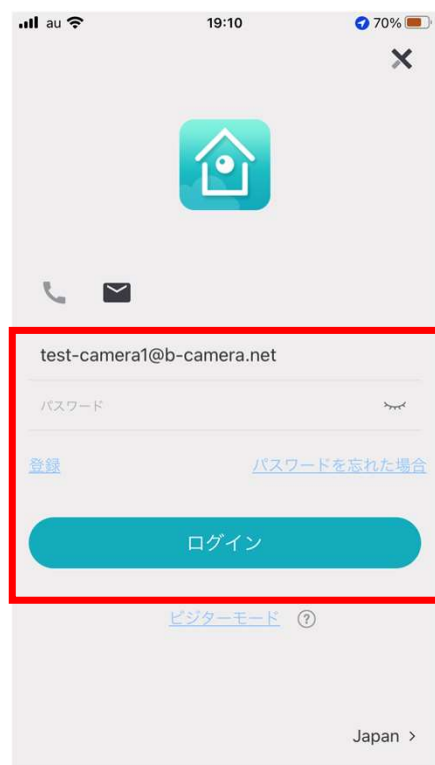 au 19:10 70%
test-camera1@b-camera.net
パスワード
登録 パスワードを忘れた場合
ログイン
ビジターモード ?
Japan >